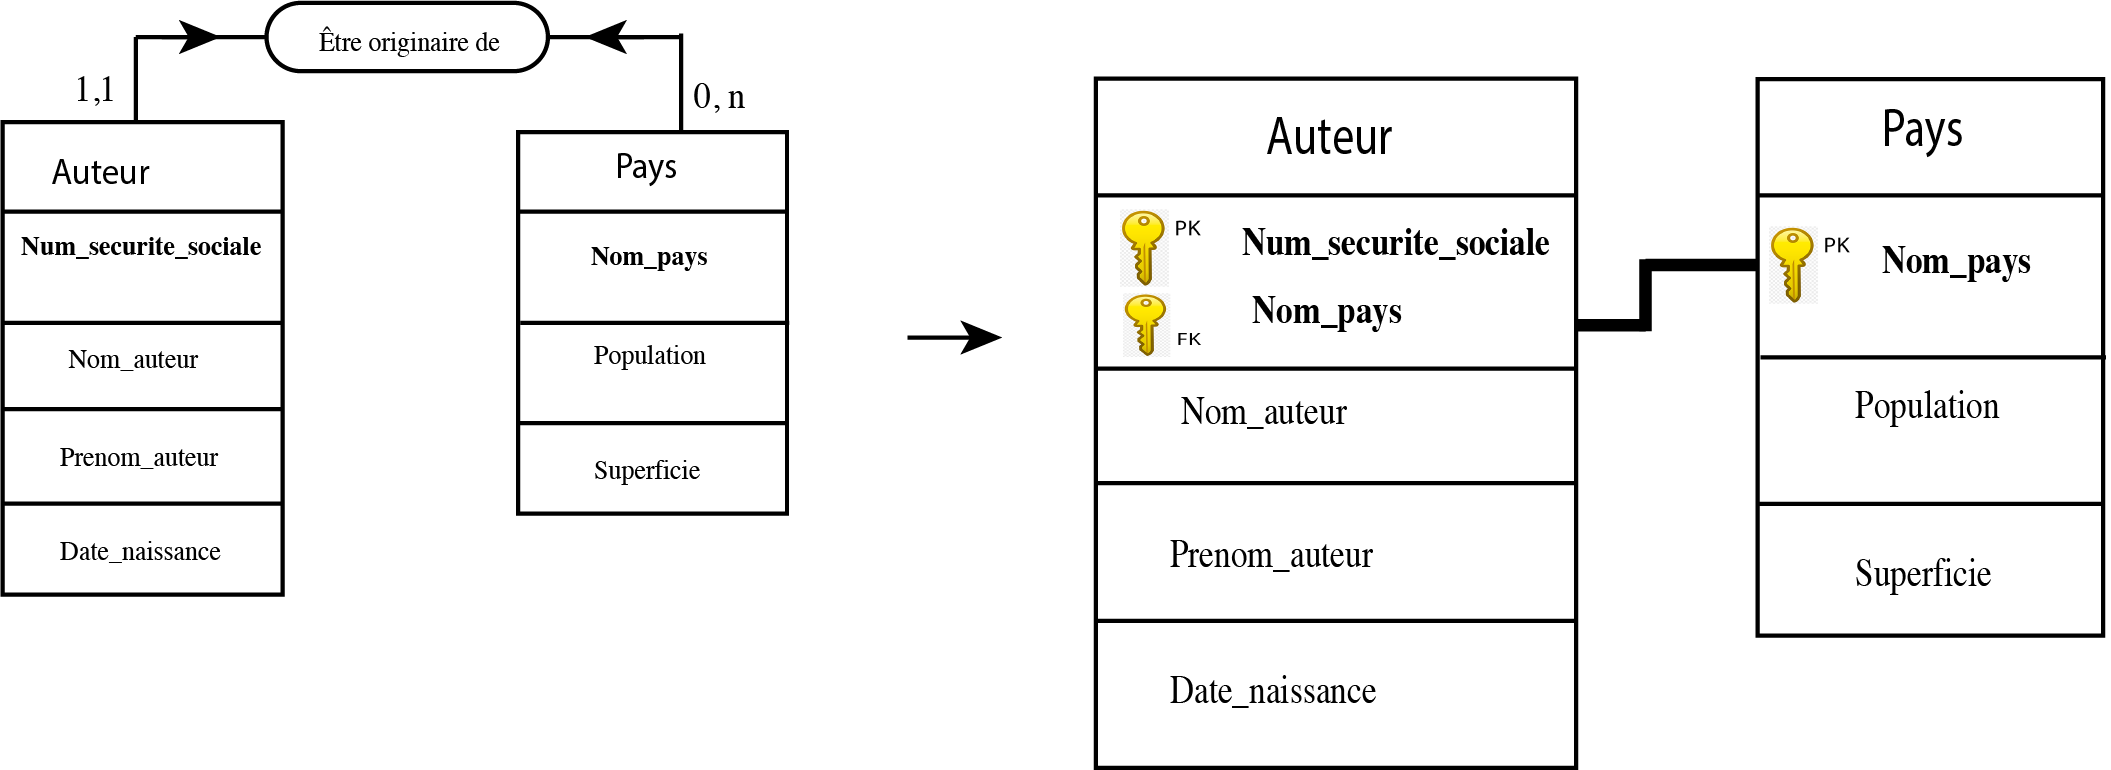 Être originaire de
1,1
0, n
Auteur
Num_securite_sociale
Nom_auteur
Prenom_auteur
Date_naissance
Pays
Nom_pays
Population
Superficie
Auteur
PK Num_securite_sociale
FK Nom_pays
Nom_auteur
Prenom_auteur
Date_naissance
Pays
PK Nom_pays
Population
Superficie